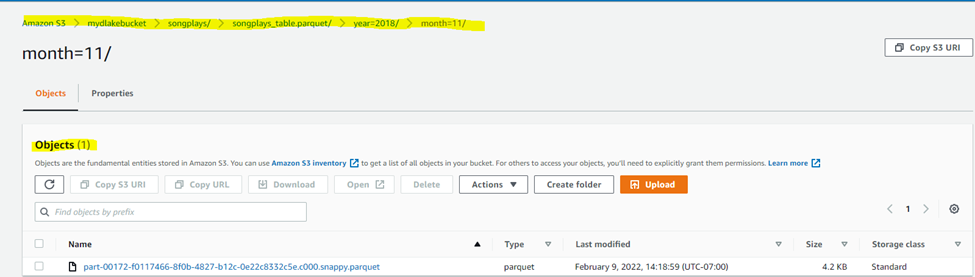 Amazon S3 > mydlakebucket > songplays/ > songplays_table.parquet/ > year=2018/ > month=11/
month=11/
Copy S3 URI
Objects Properties
Objects (1)
Objects are the fundamental entities stored in Amazon S3. You can use Amazon S3 inventory to get a list of all objects in your bucket. For others to access your objects, you'll need to explicitly grant them permissions. Learn more
Copy S3 URI Copy URL Download Open Delete Actions Create folder Upload
Find objects by prefix
< 1 >
Name Type Last modified Size Storage class
part-00172-f0117466-8f0b-4827-b12c-0e22c8332c5e.c000.snappy.parquet parquet February 9, 2022, 14:18:59 (UTC-07:00) 4.2 KB Standard